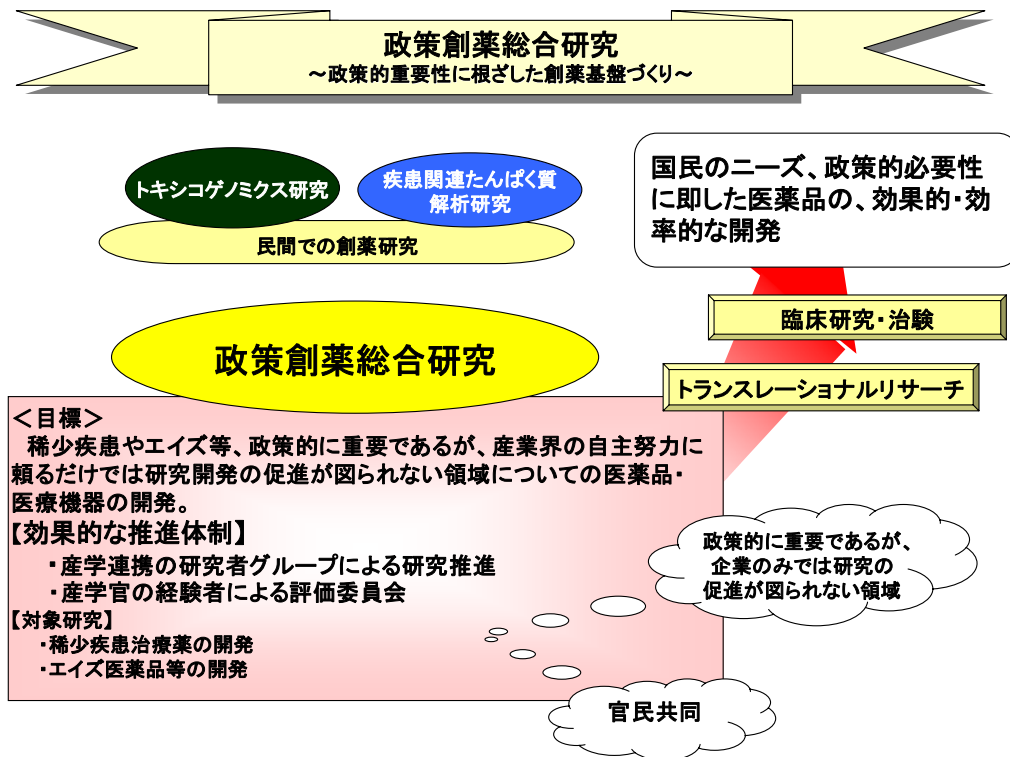 政策創薬総合研究
～政策的重要性に根ざした創薬基盤づくり～
トキシコゲノミクス研究
疾患関連たんぱく質
解析研究
民間での創薬研究
国民のニーズ、政策的必要性
に即した医薬品の、効果的・効
率的な開発
臨床研究・治験
トランスレーショナルリサーチ
政策創薬総合研究
＜目標＞
稀少疾患やエイズ等、政策的に重要であるが、産業界の自主努力に
頼るだけでは研究開発の促進が図られない領域についての医薬品・
医療機器の開発。
【効果的な推進体制】
・産学連携の研究者グループによる研究推進
・産学官の経験者による評価委員会
【対象研究】
・稀少疾患治療薬の開発
・エイズ医薬品等の開発
政策的に重要であるが、
企業のみでは研究の
促進が図られない領域
官民共同